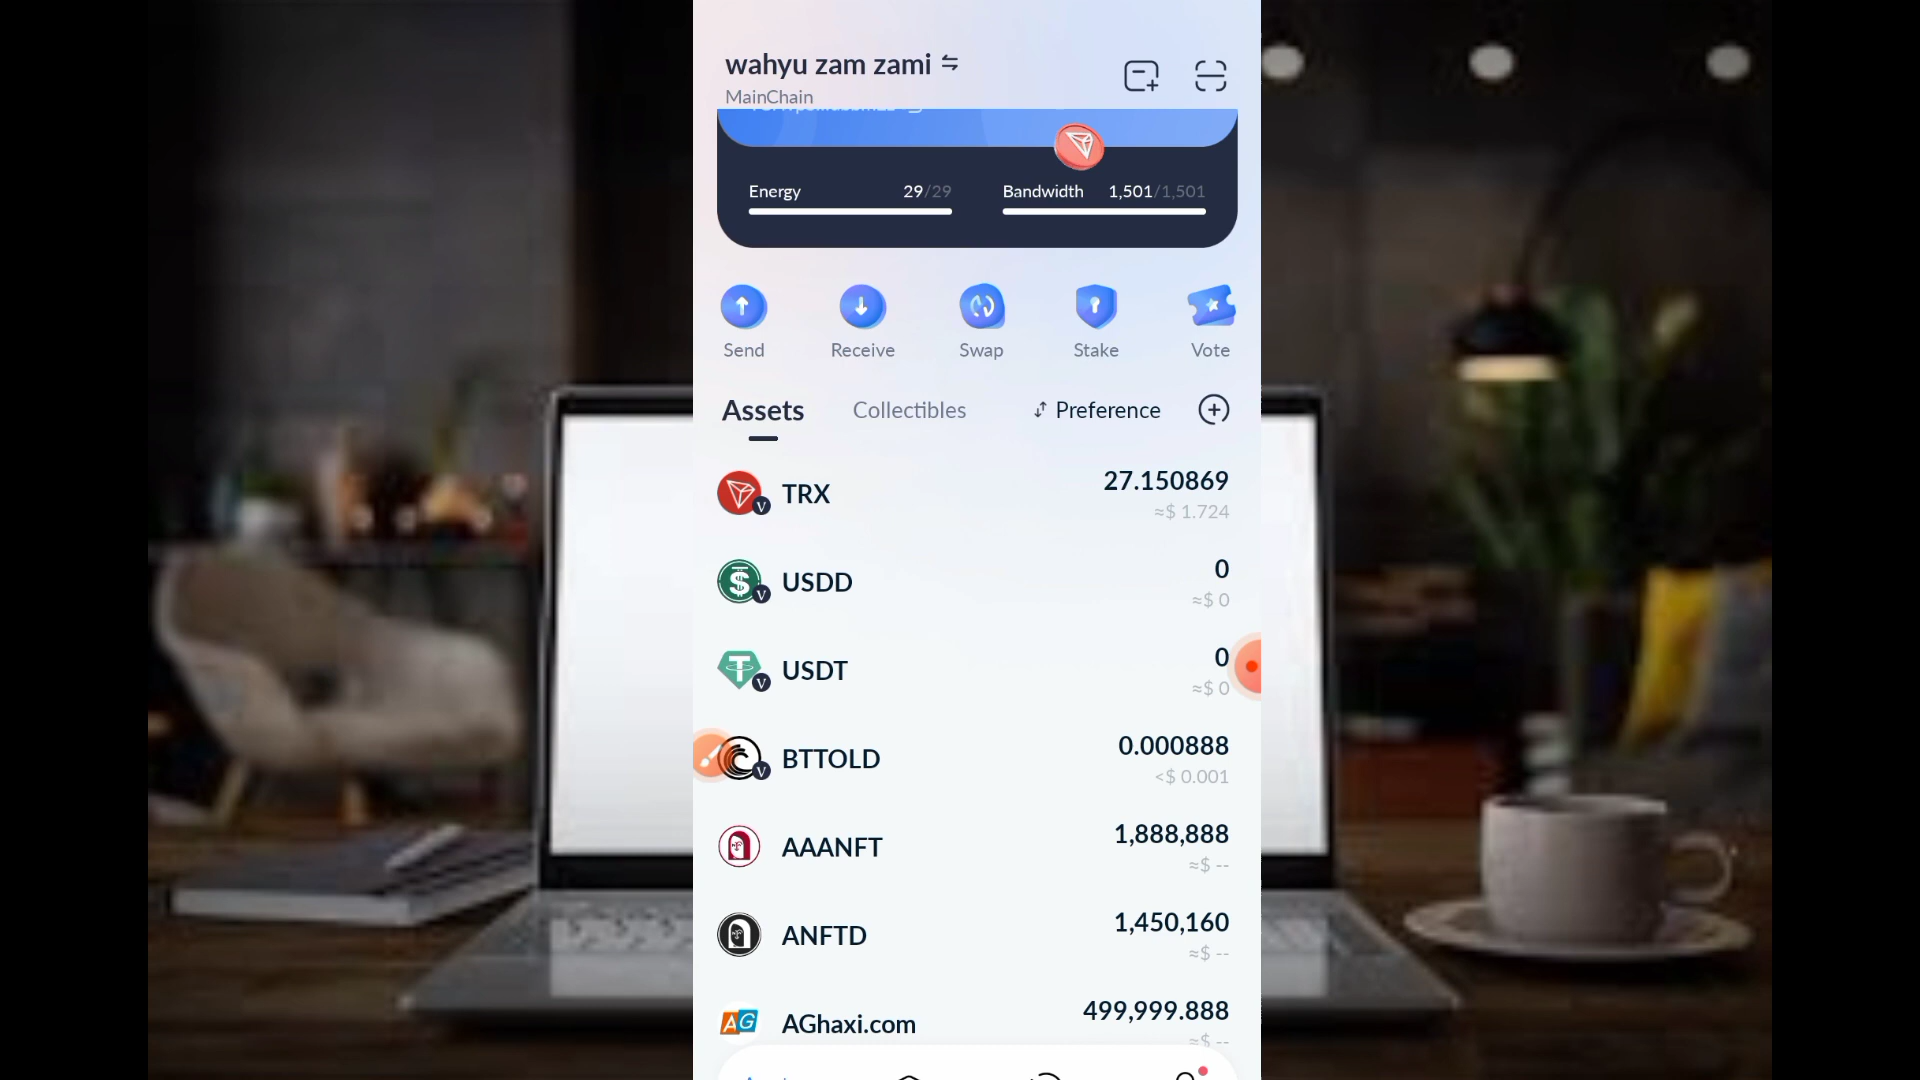 wahyu zam zami
MainChain
Energy 29/29 Bandwidth 1,501/1,501
Send Receive Swap Stake Vote
Assets Collectibles Preference
TRX 27.150869
≈$ 1.724
USDD 0
≈$ 0
USDT 0
≈$ 0
BTTOLD 0.000888
<$ 0.001
AAANFT 1,888,888
≈$ --
ANFTD 1,450,160
≈$ --
AG AGhaxi.com 499,999.888
≈$ --